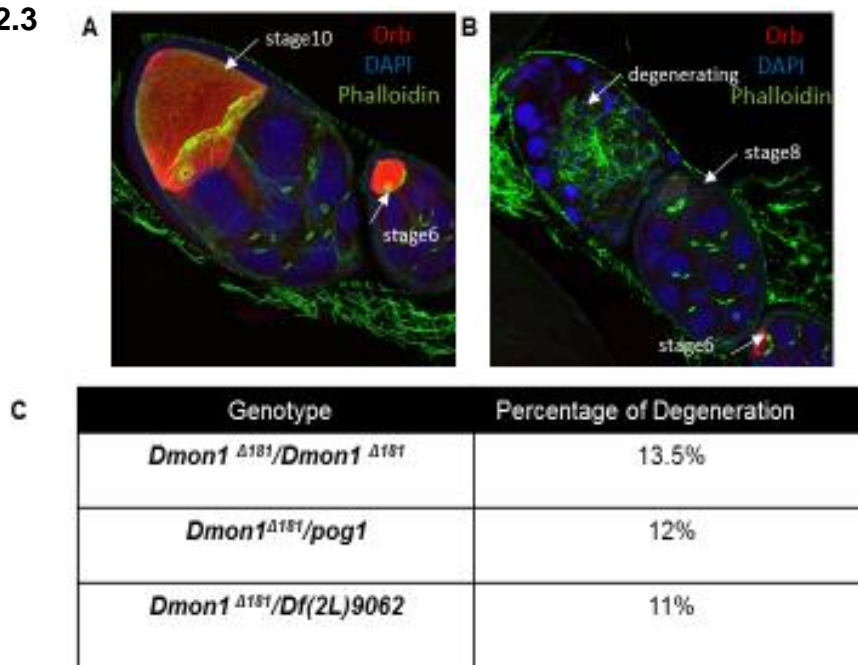 2.3
A
stage10
Orb
DAPI
Phalloidin
stage6
B
Orb
degenerating
DAPI
Phalloidin
stage8
stage6
C
Genotype Percentage of Degeneration
Dmon1 Δ181/Dmon1 Δ181 13.5%
Dmon1Δ181/pog1 12%
Dmon1 Δ181/Df(2L)9062 11%